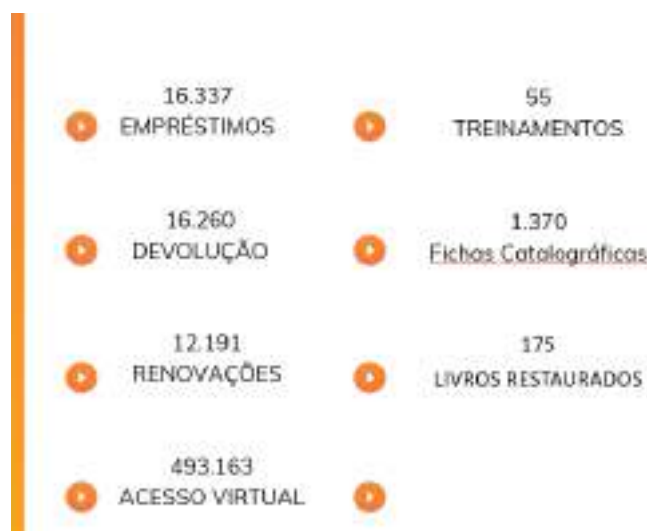 16.337
EMPRÉSTIMOS
55
TREINAMENTOS
16.260
DEVOLUÇÃO
1.370
Fichas Catalográficas
12.191
RENOVAÇÕES
175
LIVROS RESTAURADOS
493.163
ACESSO VIRTUAL